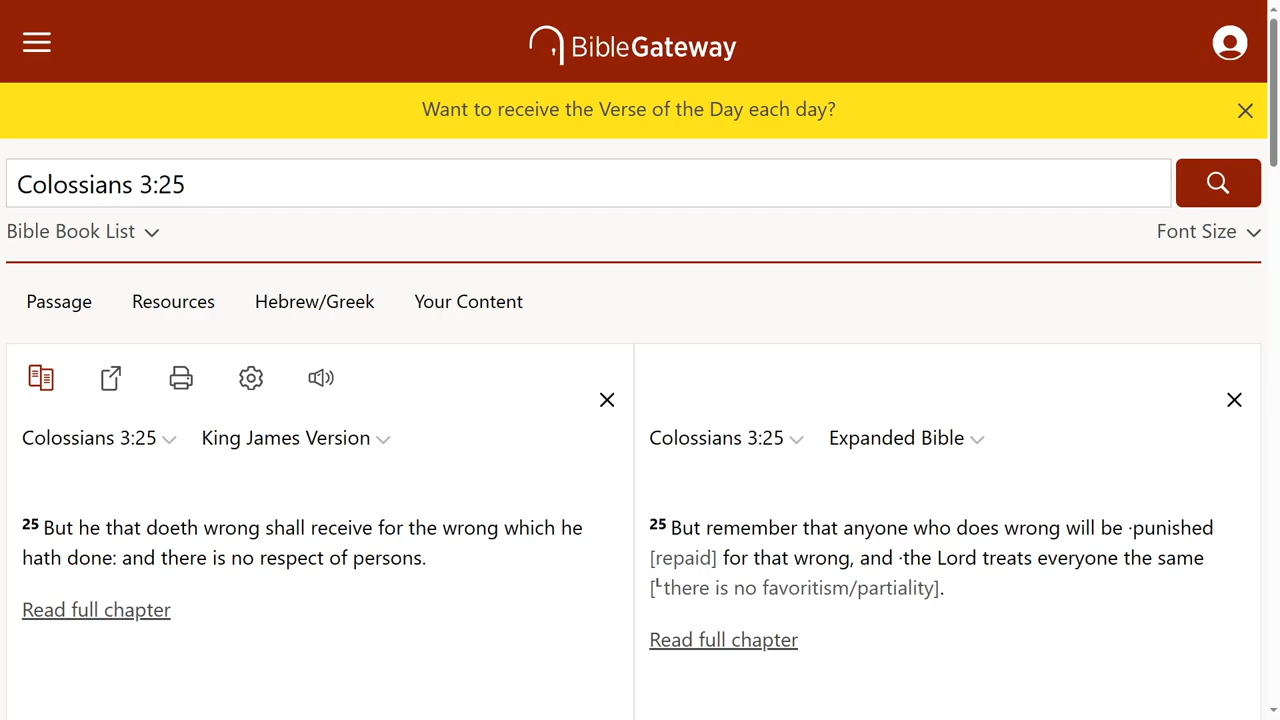 BibleGateway
Want to receive the Verse of the Day each day?
Colossians 3:25
Bible Book List
Font Size
Passage Resources Hebrew/Greek Your Content
Colossians 3:25 King James Version
25 But he that doeth wrong shall receive for the wrong which he
hath done: and there is no respect of persons.
Read full chapter
Colossians 3:25 Expanded Bible
25 But remember that anyone who does wrong will be ·punished
[repaid] for that wrong, and ·the Lord treats everyone the same
[└there is no favoritism/partiality].
Read full chapter